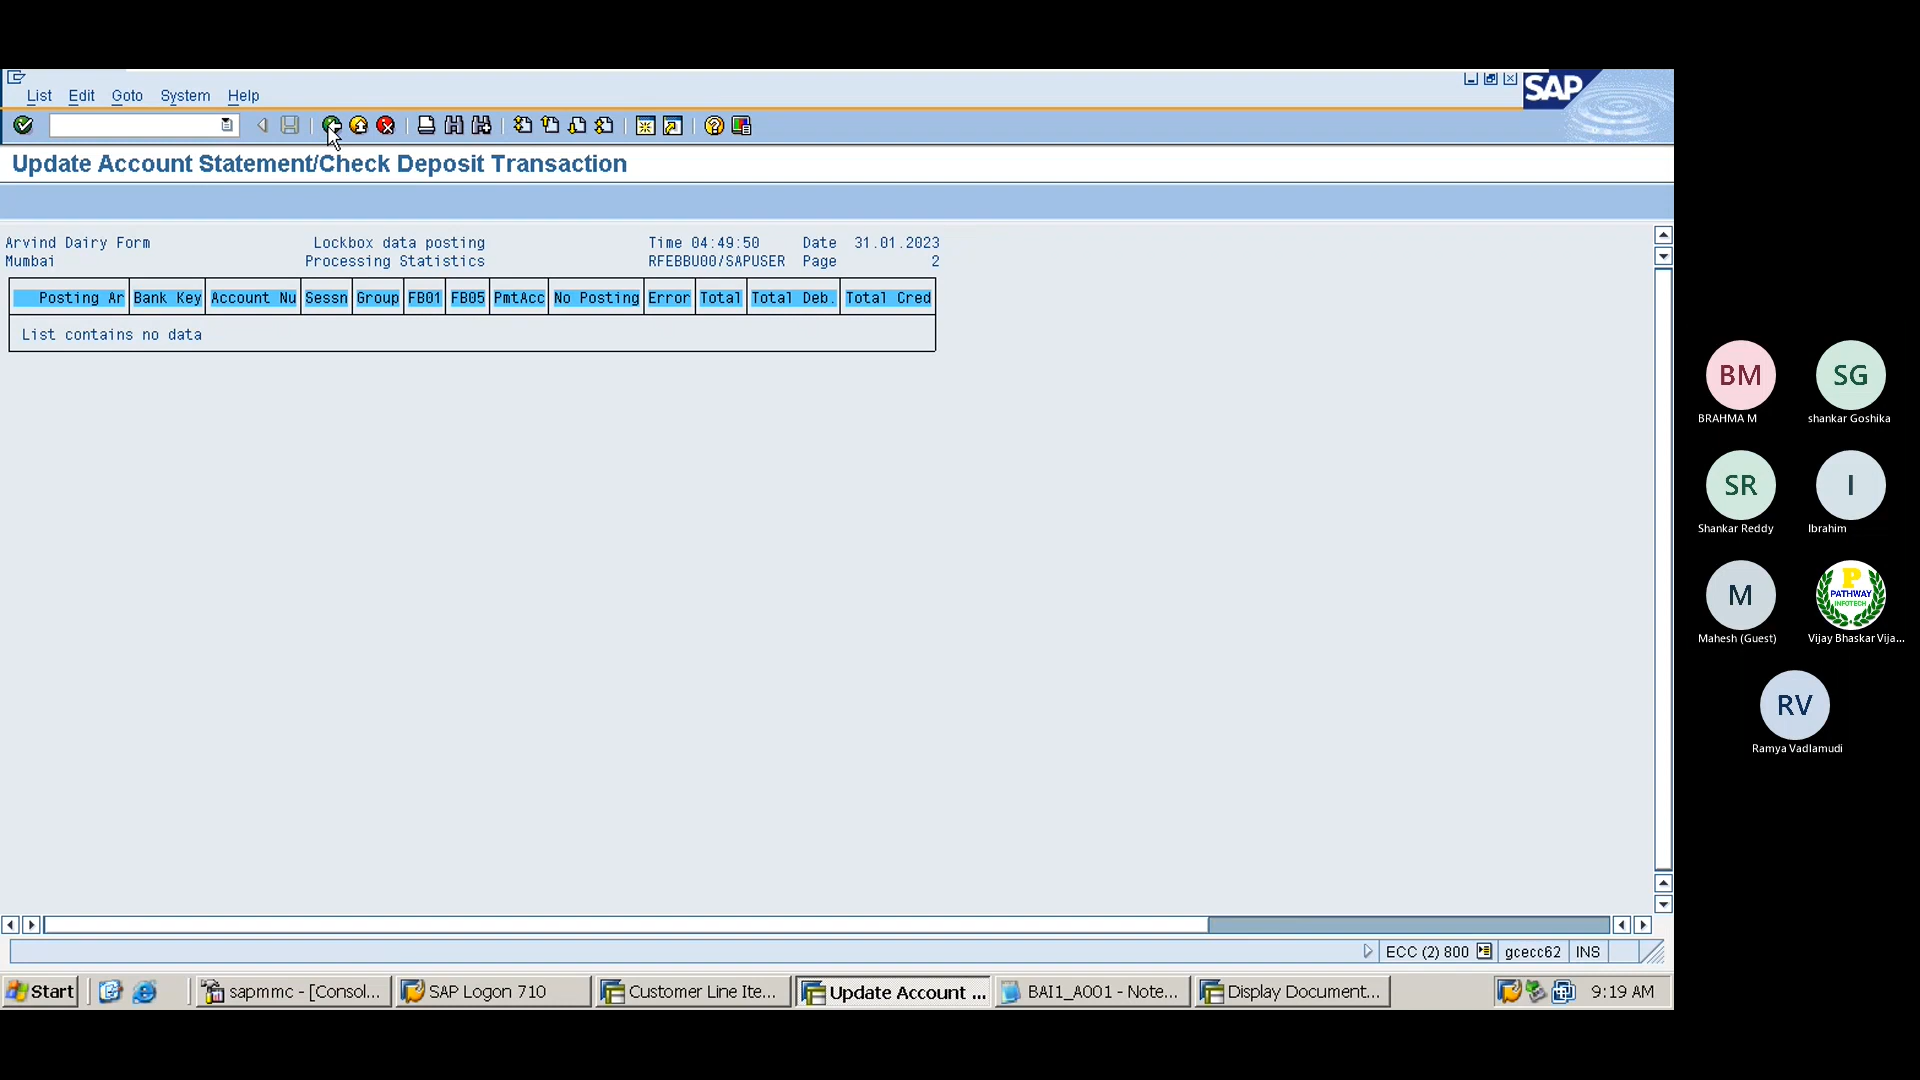 List Edit Goto System Help
SAP
Update Account Statement/Check Deposit Transaction
Arvind Dairy Form Lockbox data posting Time 04:49:50 Date 31.01.2023
Mumbai Processing Statistics RFEBBU00/SAPUSER Page 2
Posting Ar Bank Key Account Nu Sessn Group FB01 FB05 PmtAcc No Posting Error Total Total Deb. Total Cred
List contains no data
BM SG
BRAHMA M shankar Goshika
SR I
Shankar Reddy Ibrahim
M P PATHWAY INFOTECH
Mahesh (Guest) Vijay Bhaskar Vija...
RV
Ramya Vadlamudi
ECC (2) 800 gcecc62 INS
Start sapmmc - [Consol... SAP Logon 710 Customer Line Ite... Update Account ... BAI1_A001 - Note... Display Document... 9:19 AM